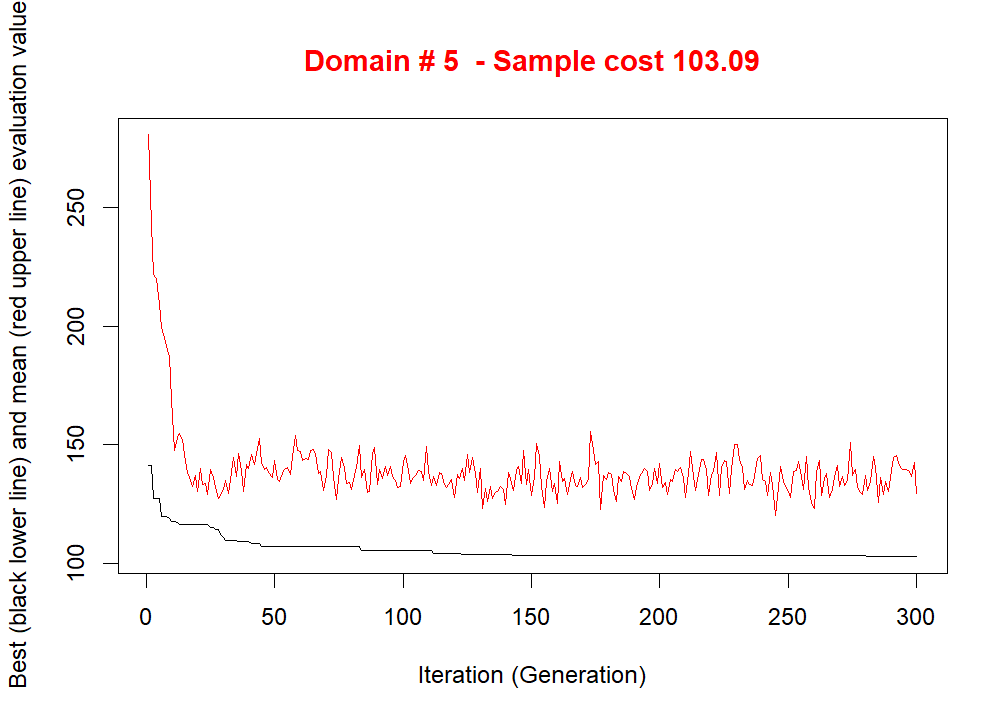 Domain # 5  - Sample cost 103.09
Best (black lower line) and mean (red upper line) evaluation value
250
200
150
100
0 50 100 150 200 250 300
Iteration (Generation)